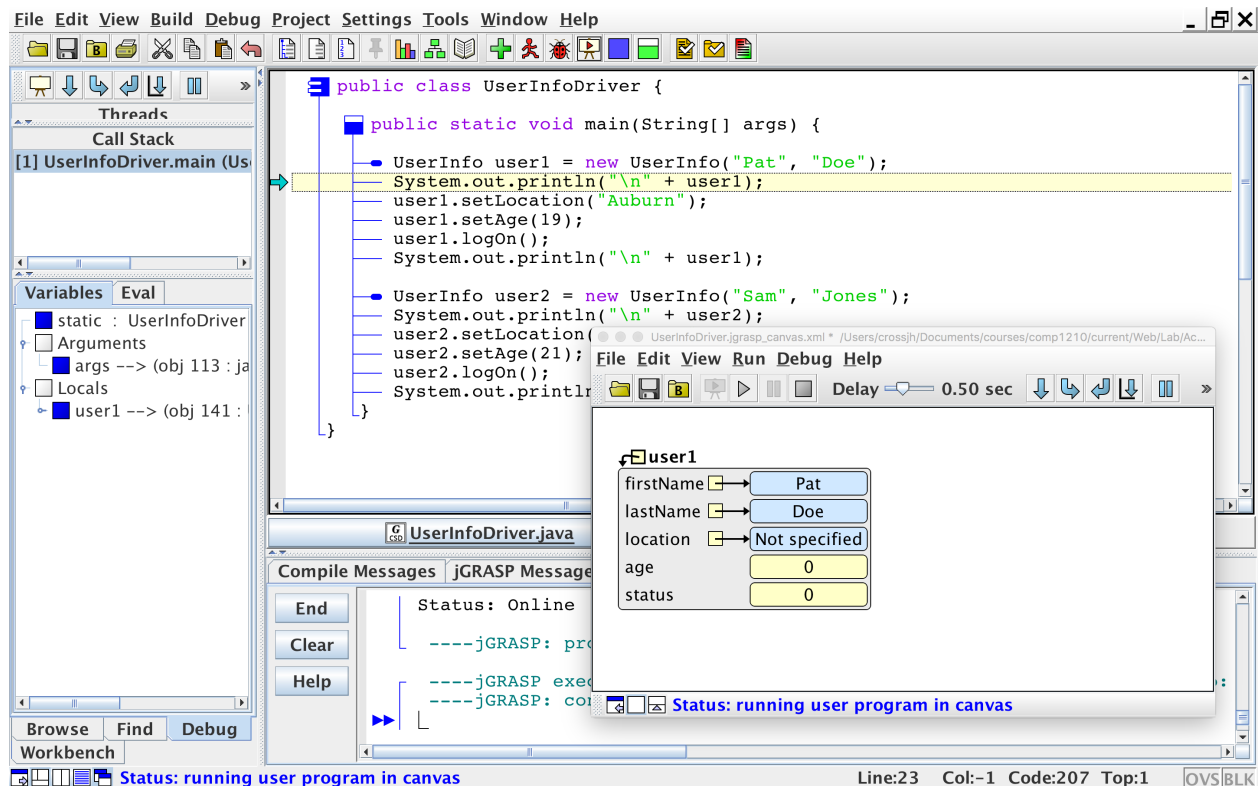 File Edit View Build Debug Project Settings Tools Window Help
Threads
Call Stack
[1] UserInfoDriver.main (Us
Variables Eval
static : UserInfoDriver
Arguments
args --> (obj 113 : ja
Locals
user1 --> (obj 141 :
Browse Find Debug
Workbench
public class UserInfoDriver {
public static void main(String[] args) {
UserInfo user1 = new UserInfo("Pat", "Doe");
System.out.println("\n" + user1);
user1.setLocation("Auburn");
user1.setAge(19);
user1.logOn();
System.out.println("\n" + user1);
UserInfo user2 = new UserInfo("Sam", "Jones");
System.out.println("\n" + user2);
user2.setLocation(
user2.setAge(21);
user2.logOn();
System.out.println
}
}
UserInfoDriver.java
Compile Messages jGRASP Message
End
Clear
Help
Status: Online
----jGRASP: pro
----jGRASP exec
----jGRASP: con
UserInfoDriver.jgrasp_canvas.xml * /Users/crossjh/Documents/courses/comp1210/current/Web/Lab/Ac...
File Edit View Run Debug Help
Delay 0.50 sec
user1
firstName Pat
lastName Doe
location Not specified
age 0
status 0
Status: running user program in canvas
Status: running user program in canvas
Line:23 Col:-1 Code:207 Top:1 OVS BLK